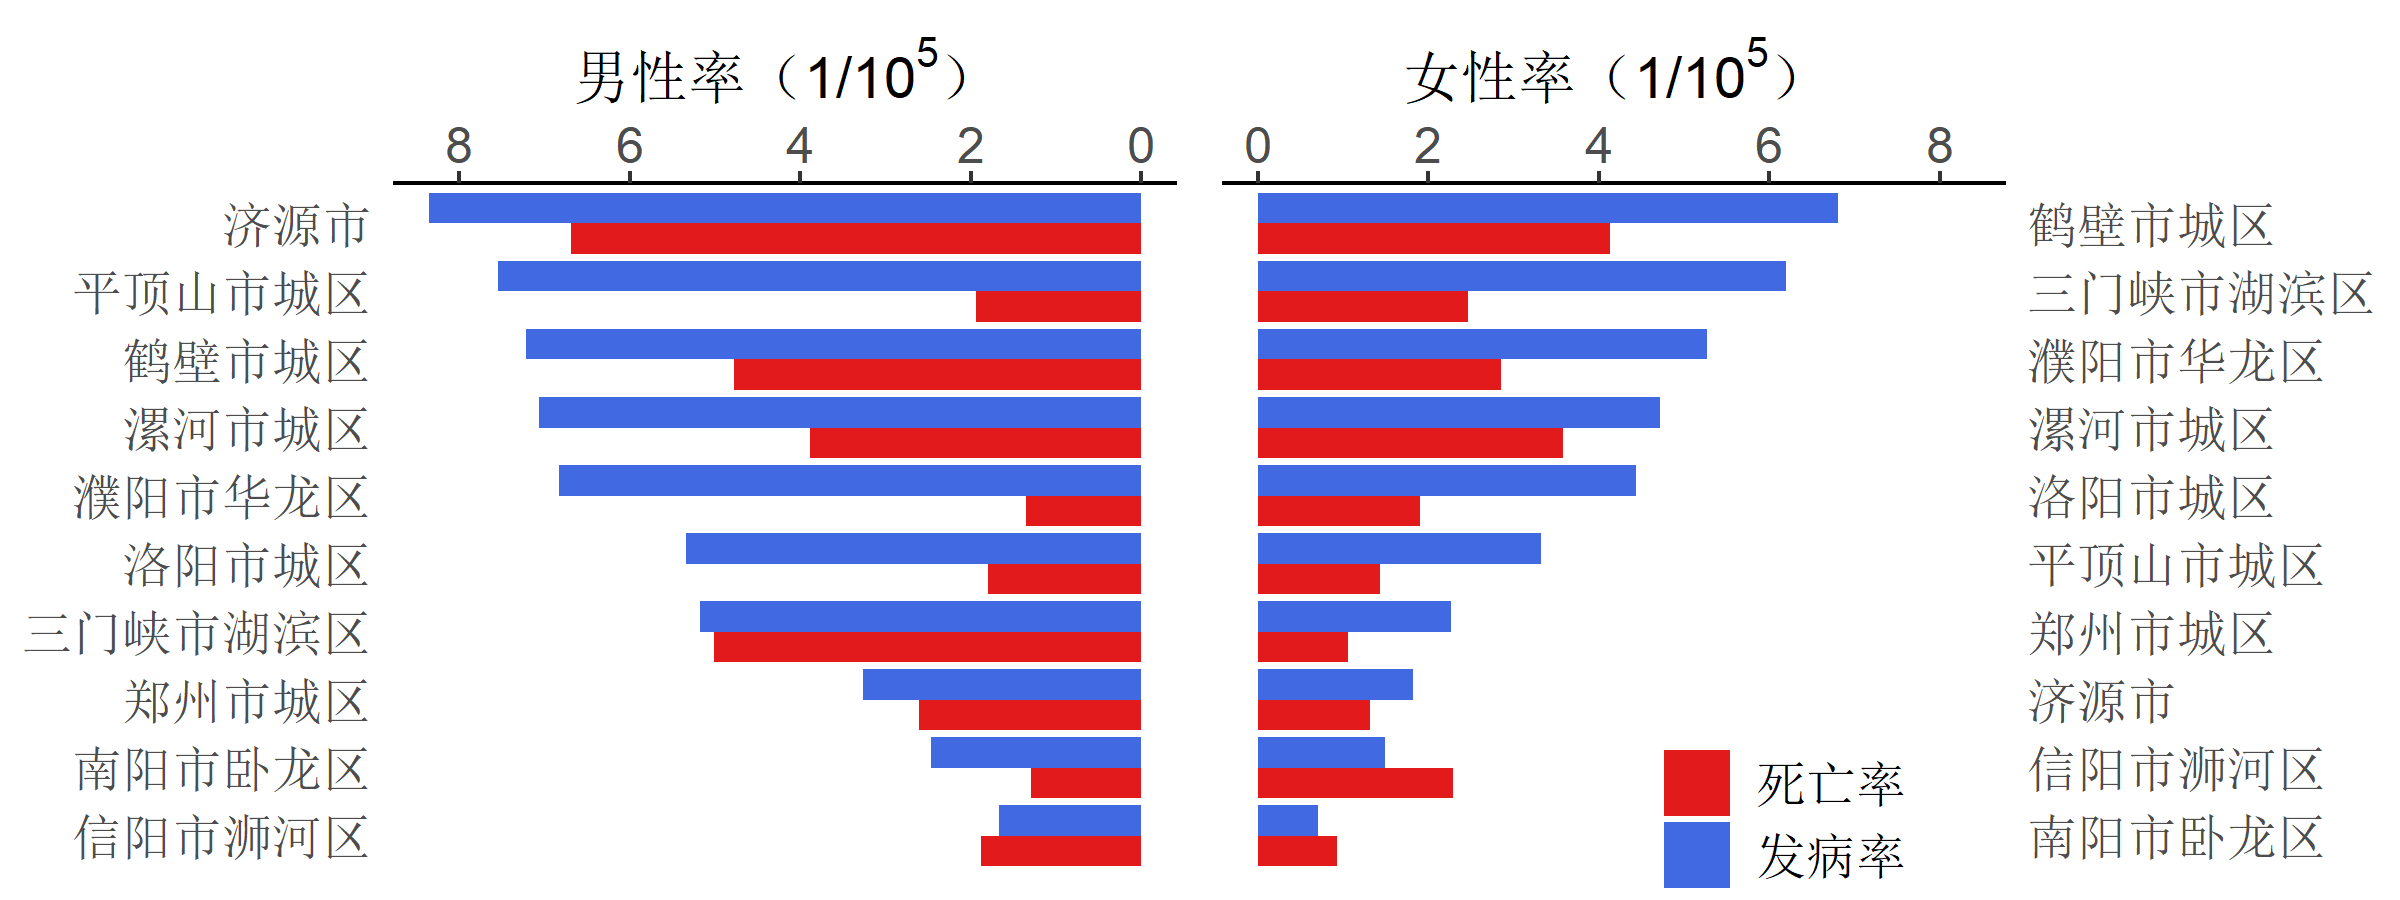 男性率（1/10⁵）
女性率（1/10⁵）
8 6 4 2 0
0 2 4 6 8
济源市
平顶山市城区
鹤壁市城区
漯河市城区
濮阳市华龙区
洛阳市城区
三门峡市湖滨区
郑州市城区
南阳市卧龙区
信阳市浉河区
鹤壁市城区
三门峡市湖滨区
濮阳市华龙区
漯河市城区
洛阳市城区
平顶山市城区
郑州市城区
济源市
信阳市浉河区
南阳市卧龙区
死亡率
发病率